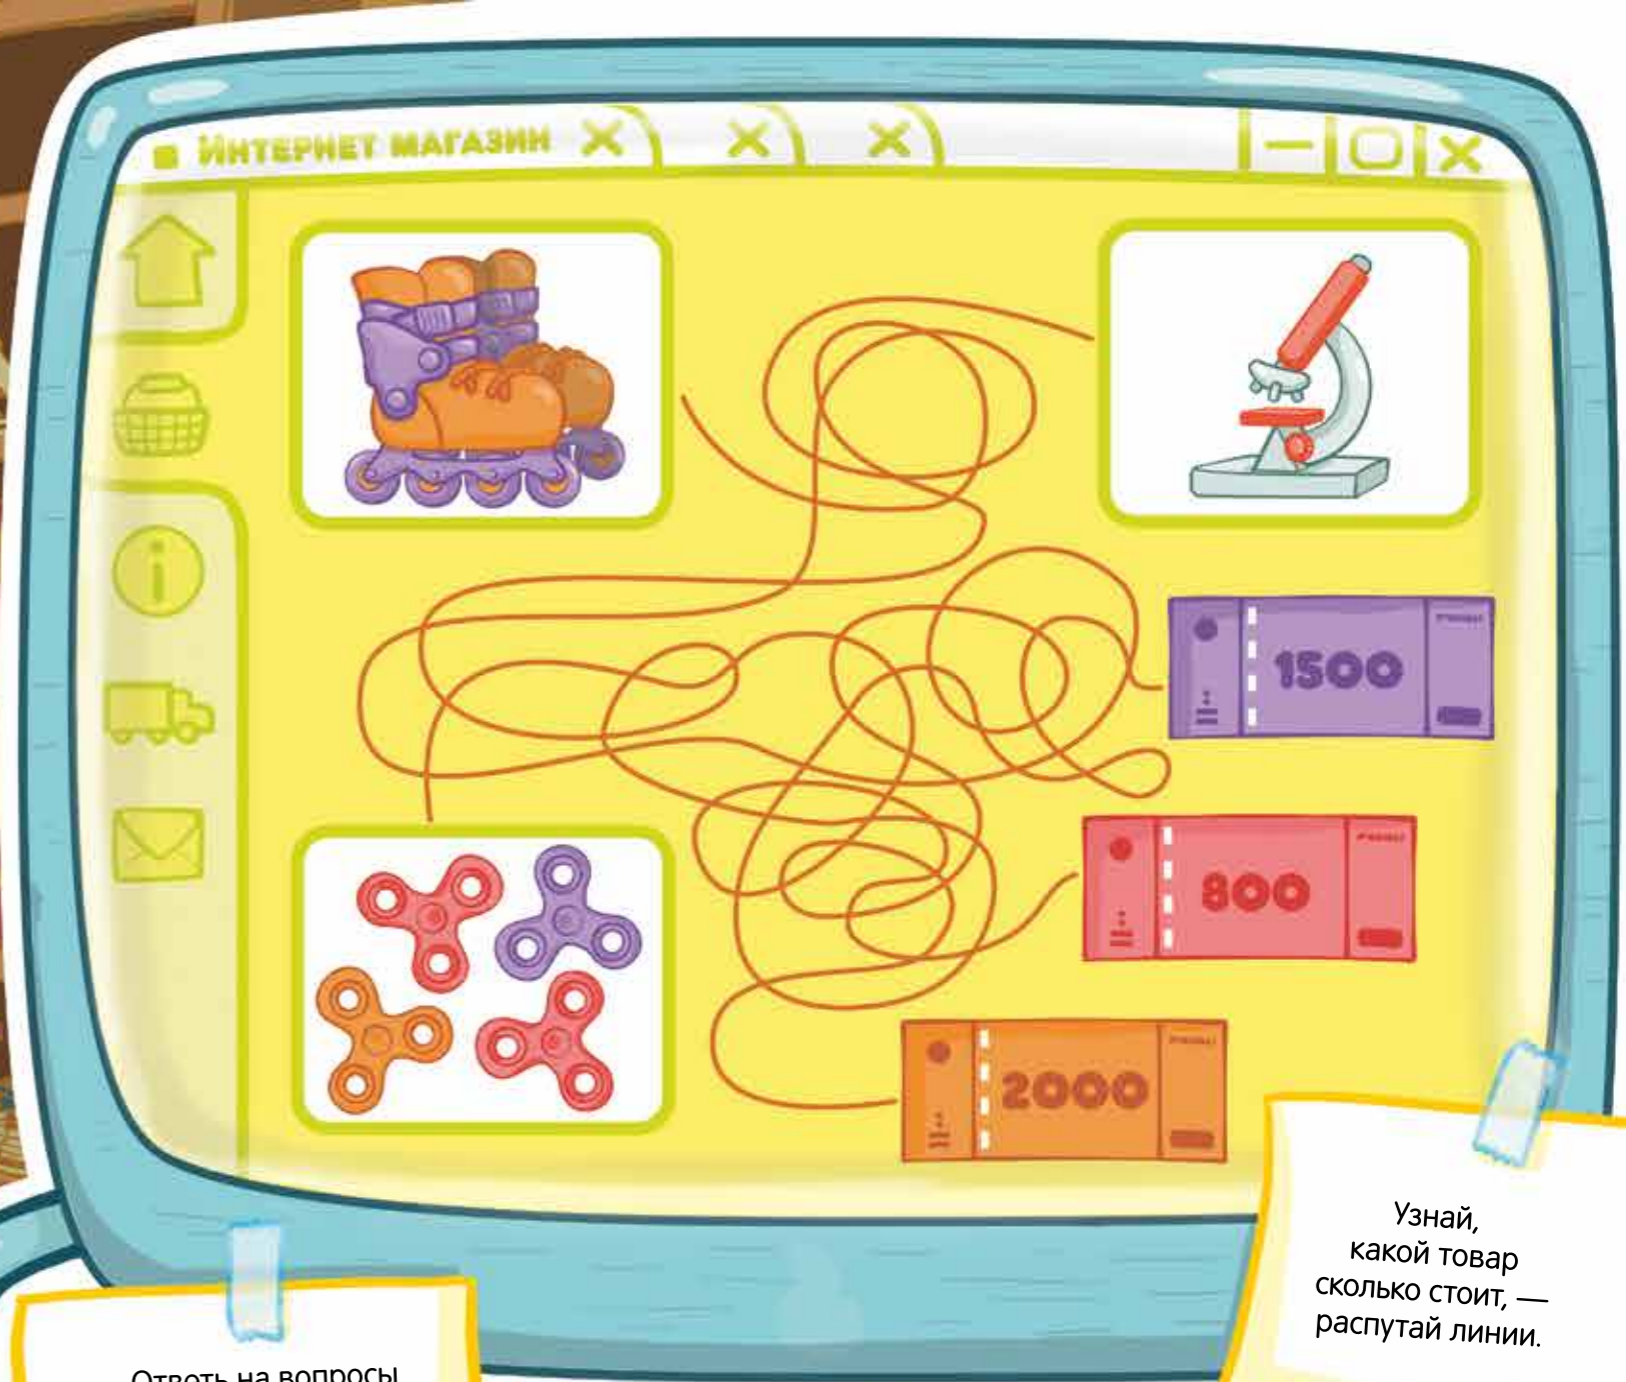 Интернет магазин
1500
800
2000
Узнай,
какой товар
сколько стоит, —
распутай линии.
Ответь на вопросы